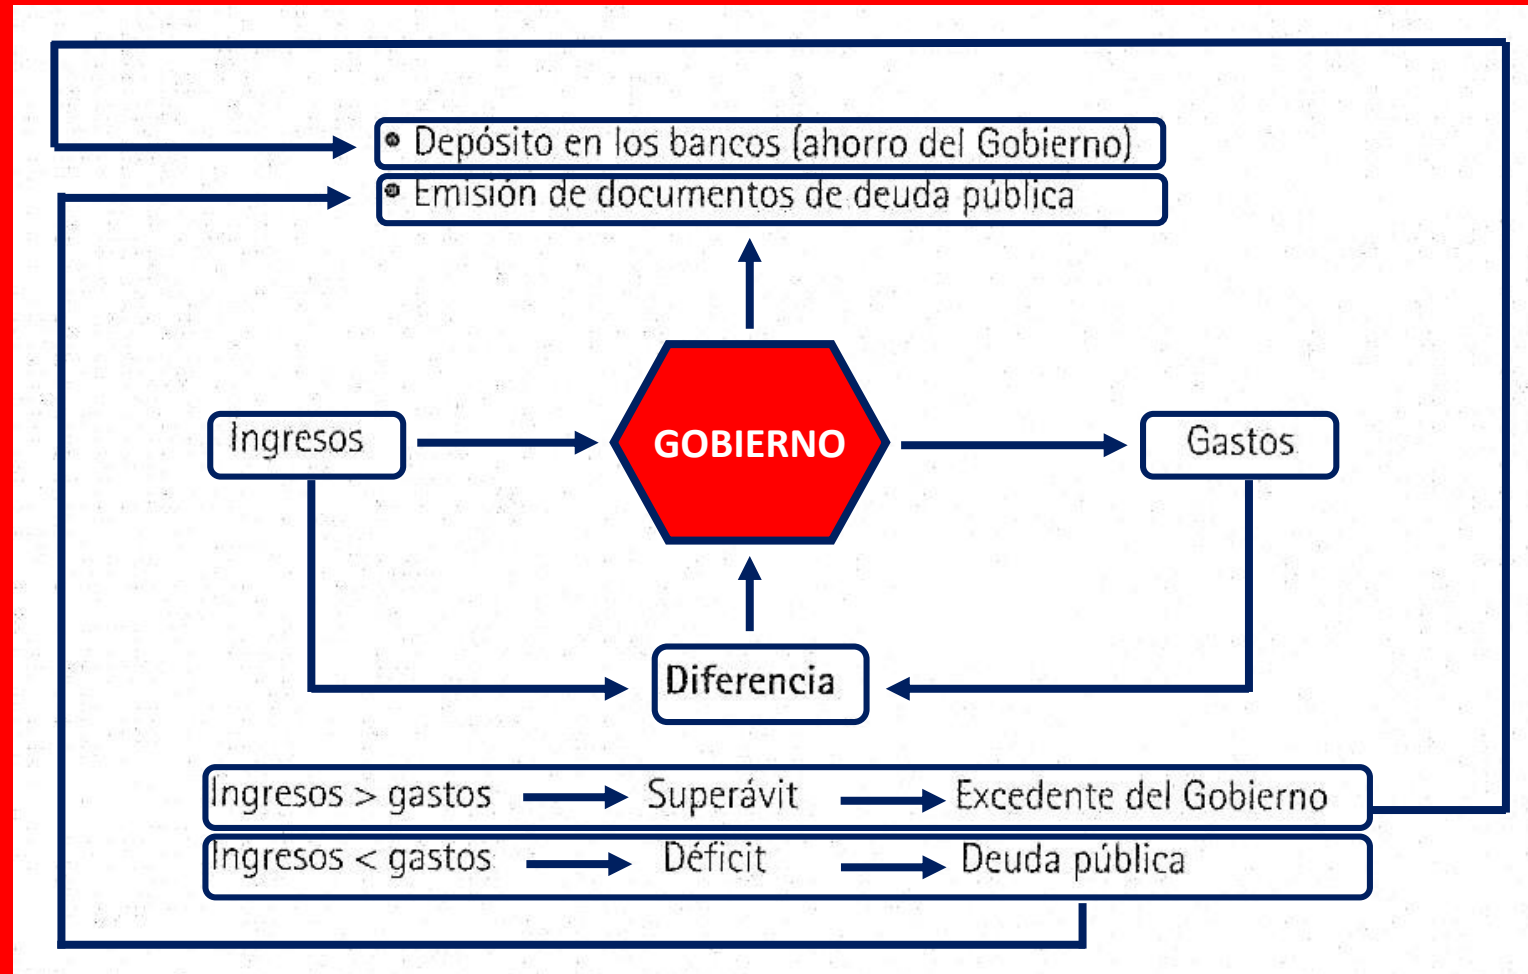 • Depósito en los bancos (ahorro del Gobierno)
• Emisión de documentos de deuda pública
Ingresos
GOBIERNO
Gastos
Diferencia
Ingresos > gastos Superávit Excedente del Gobierno
Ingresos < gastos Déficit Deuda pública